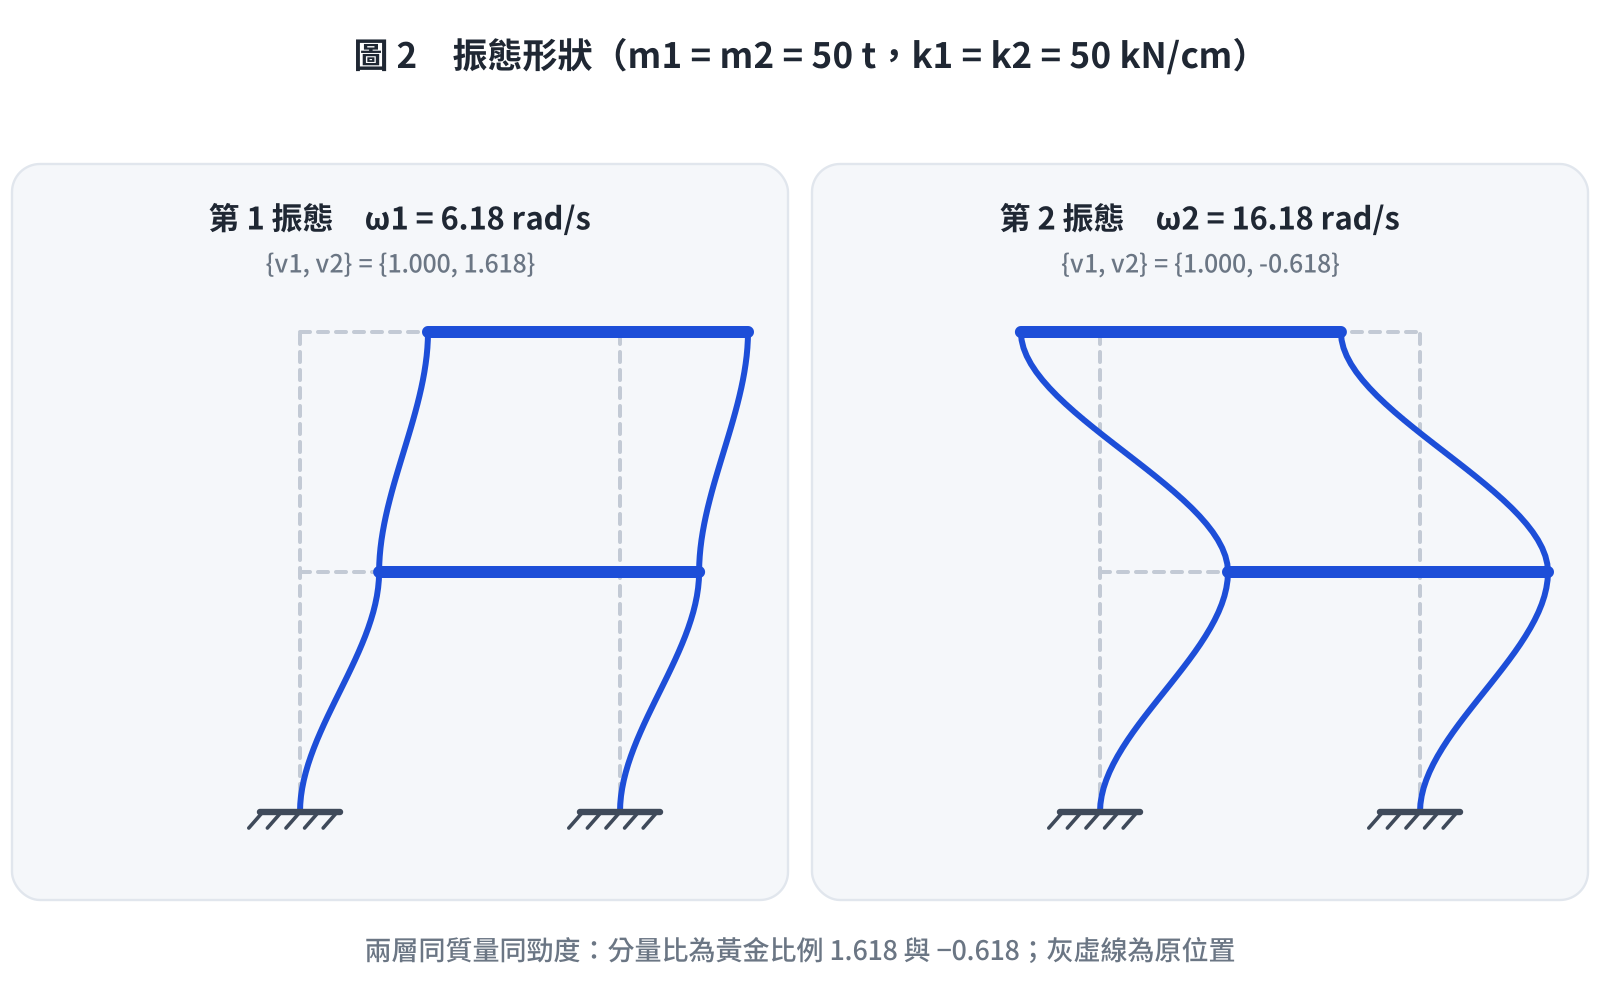 圖 2　振態形狀（m1 = m2 = 50 t，k1 = k2 = 50 kN/cm）
第 1 振態　ω1 = 6.18 rad/s
{v1, v2} = {1.000, 1.618}
第 2 振態　ω2 = 16.18 rad/s
{v1, v2} = {1.000, -0.618}
兩層同質量同勁度：分量比為黃金比例 1.618 與 −0.618；灰虛線為原位置